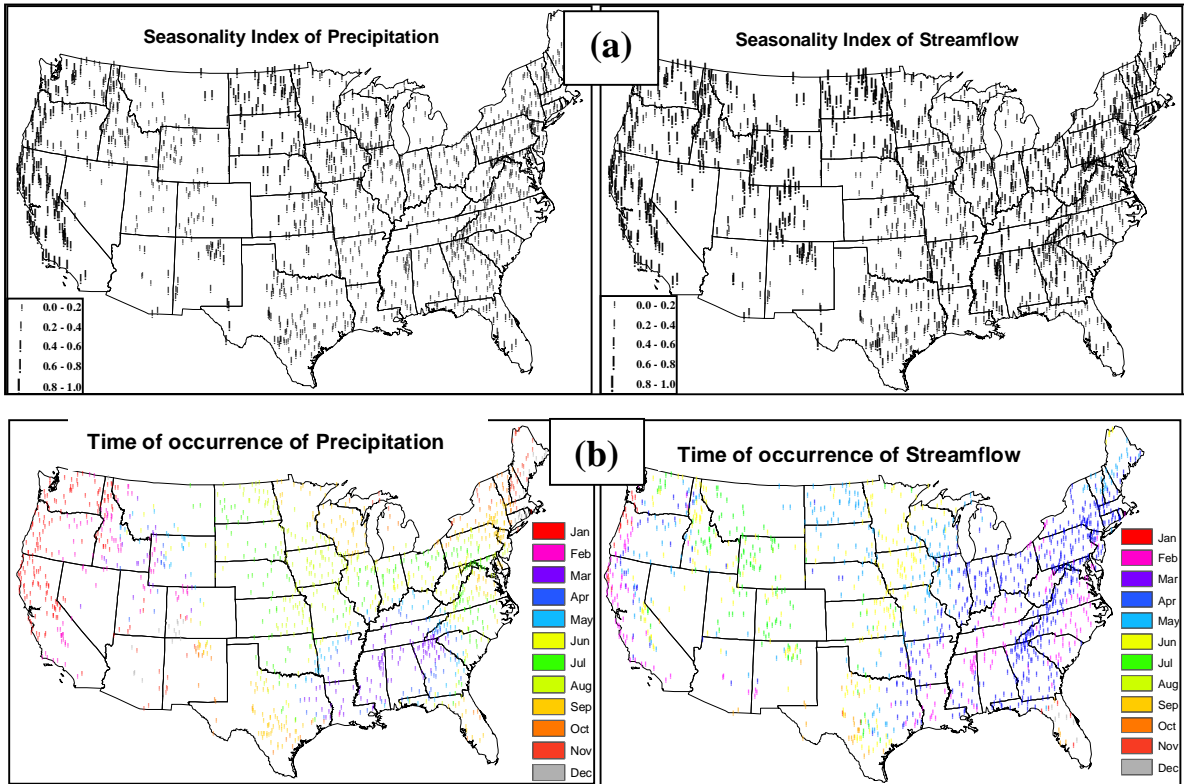 Seasonality Index of Precipitation
(a)
Seasonality Index of Streamflow
0.0 - 0.2
0.2 - 0.4
0.4 - 0.6
0.6 - 0.8
0.8 - 1.0
0.0 - 0.2
0.2 - 0.4
0.4 - 0.6
0.6 - 0.8
0.8 - 1.0
Time of occurrence of Precipitation
(b)
Time of occurrence of Streamflow
Jan
Feb
Mar
Apr
May
Jun
Jul
Aug
Sep
Oct
Nov
Dec
Jan
Feb
Mar
Apr
May
Jun
Jul
Aug
Sep
Oct
Nov
Dec